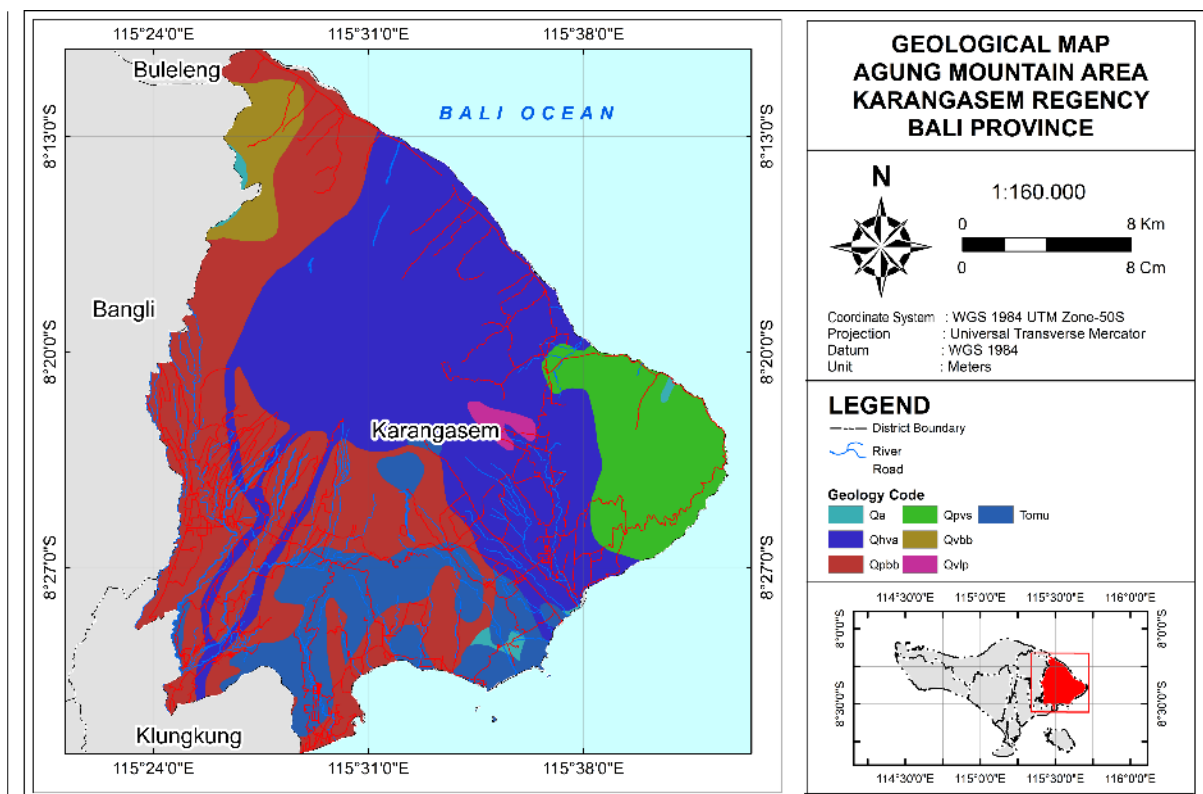 115°24'0"E 115°31'0"E 115°38'0"E
Buleleng
BALI OCEAN
8°13'0"S 8°13'0"S
Bangli
8°20'0"S 8°20'0"S
Karangasem
8°27'0"S 8°27'0"S
Klungkung
115°24'0"E 115°31'0"E 115°38'0"E
GEOLOGICAL MAP
AGUNG MOUNTAIN AREA
KARANGASEM REGENCY
BALI PROVINCE
N
1:160.000
0 8 Km
0 8 Cm
Coordinate System : WGS 1984 UTM Zone-50S
Projection : Universal Transverse Mercator
Datum : WGS 1984
Unit : Meters
LEGEND
District Boundary
River
Road
Geology Code
Qa Qpvs Tomu
Qhva Qvbb
Qpbb Qvlp
114°30'0"E 115°0'0"E 115°30'0"E 116°0'0"E
8°0'0"S 8°0'0"S
8°30'0"S 8°30'0"S
114°30'0"E 115°0'0"E 115°30'0"E 116°0'0"E